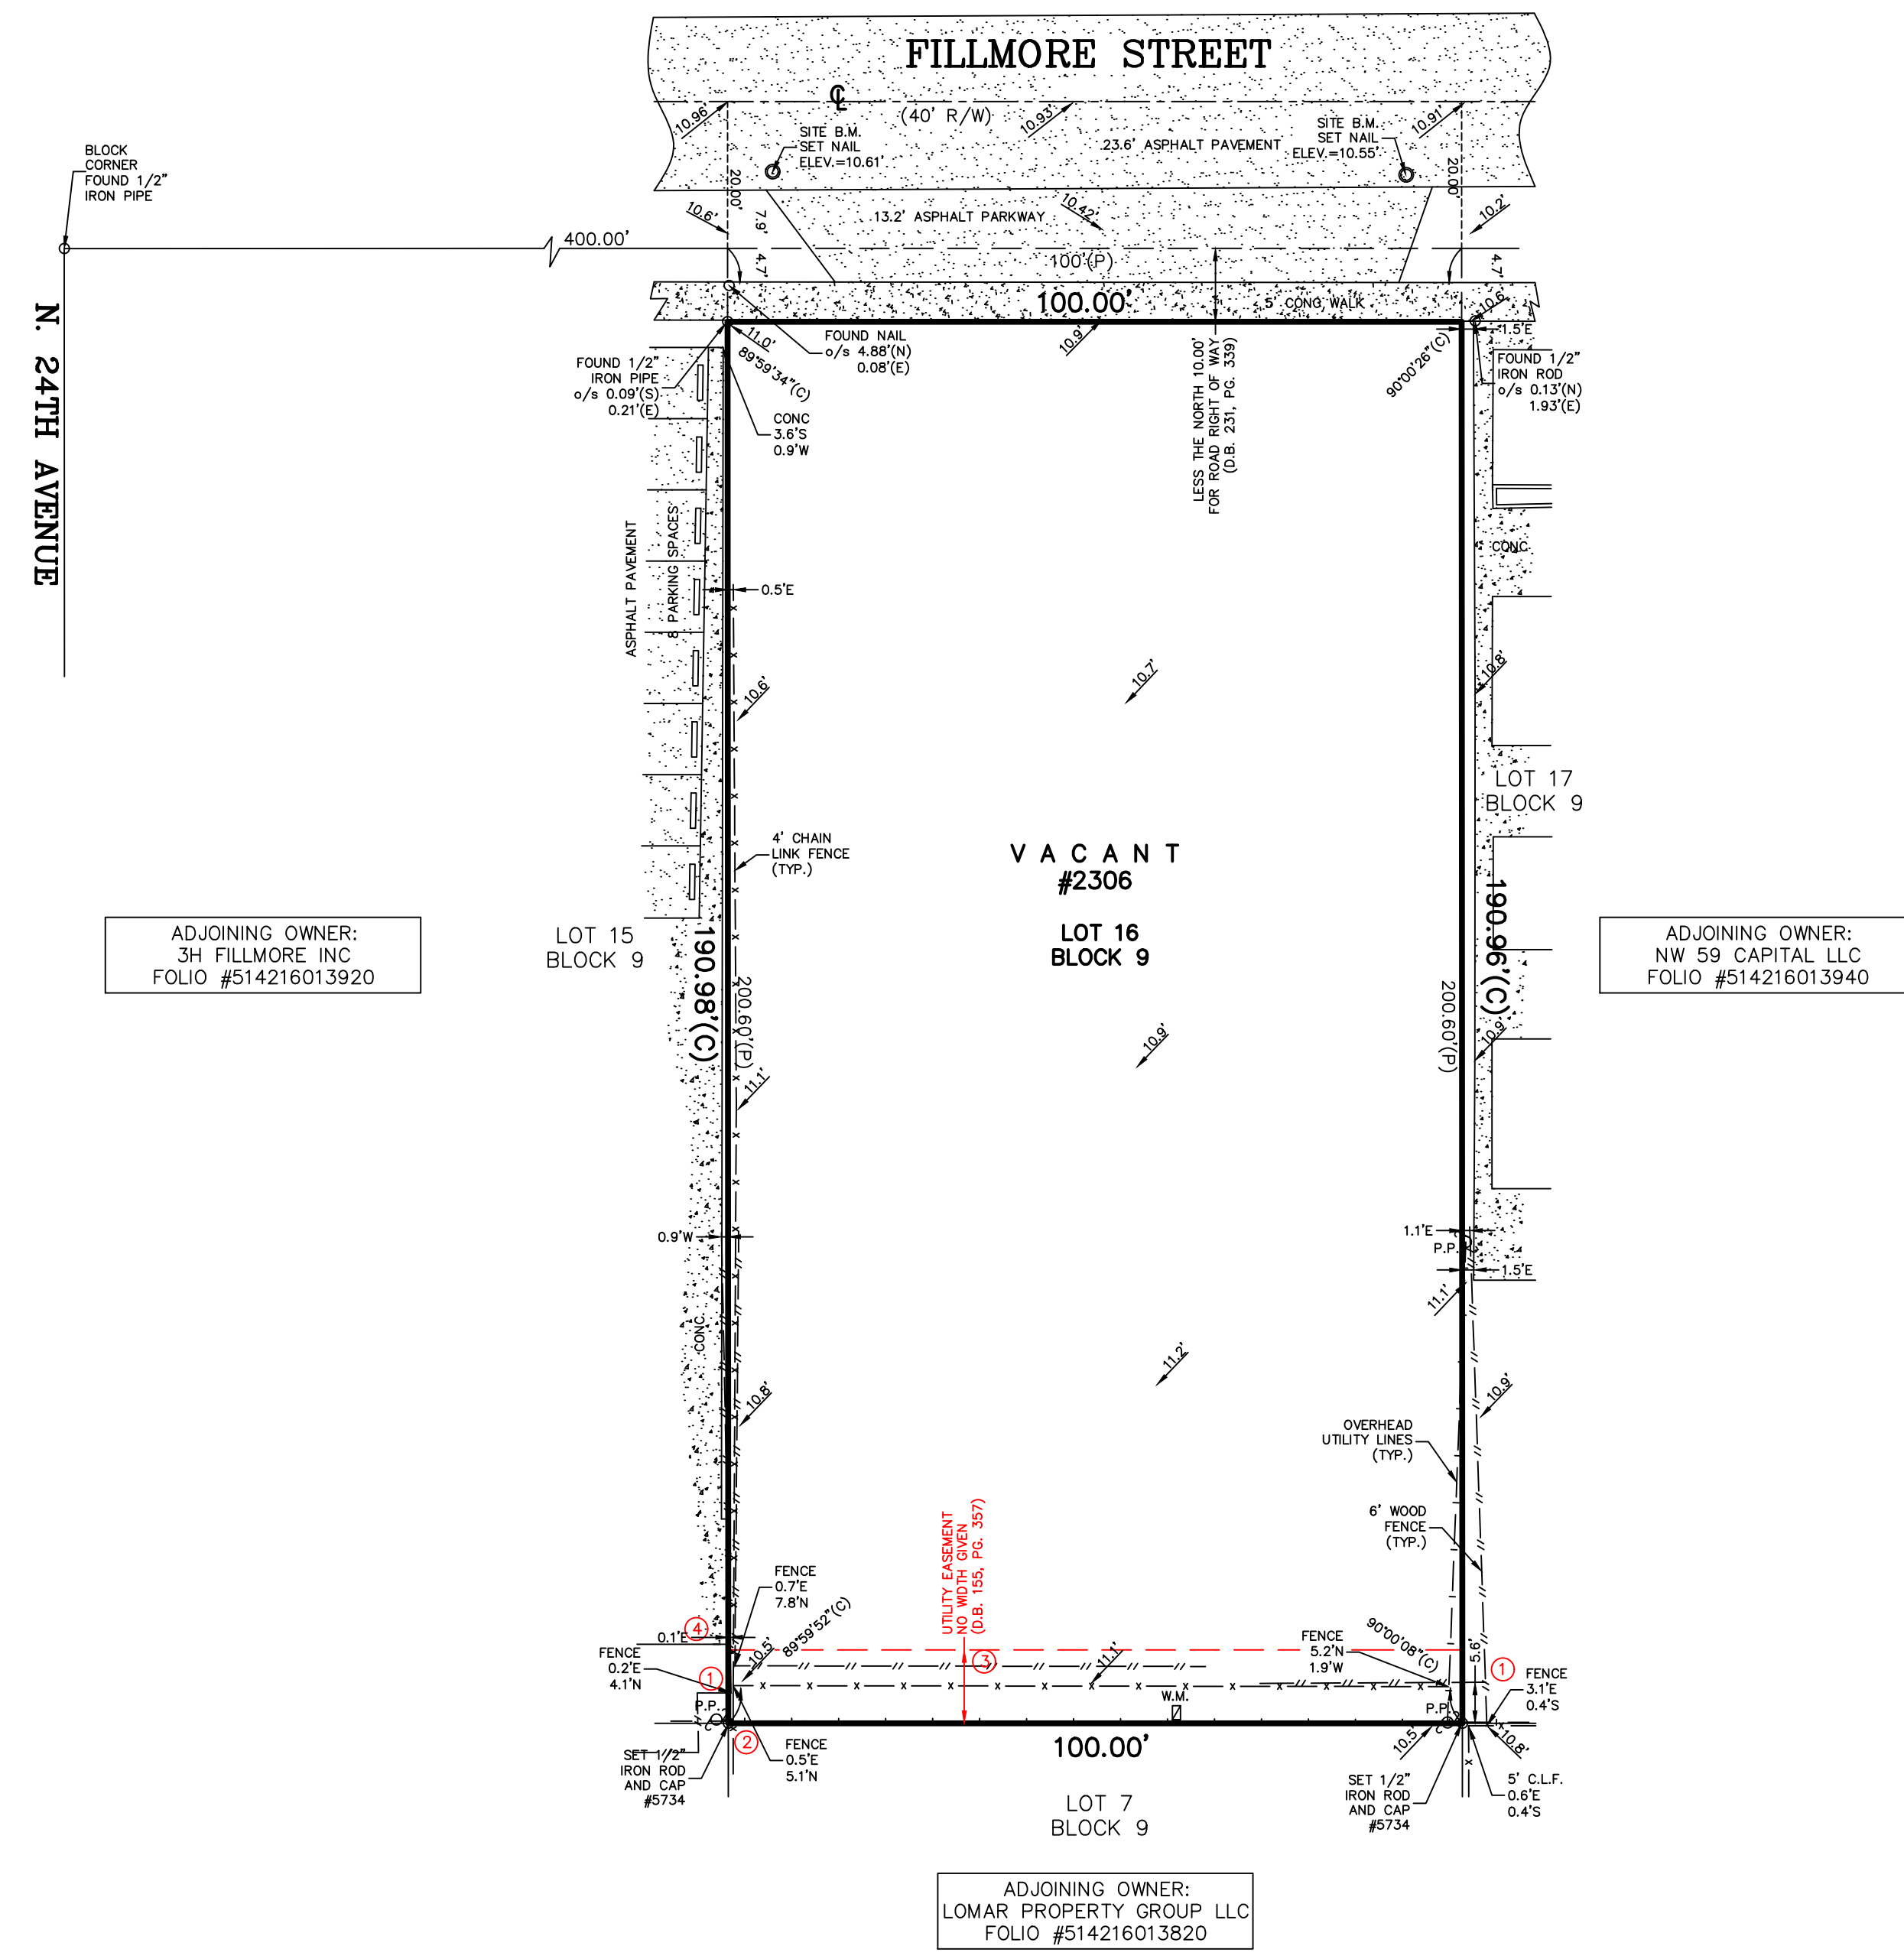 FILLMORE STREET
℄
(40' R/W)
10.96'
10.93'
10.91'
SITE B.M.
SET NAIL
ELEV.=10.61'
23.6' ASPHALT PAVEMENT
SITE B.M.
SET NAIL
ELEV.=10.55'
BLOCK
CORNER
FOUND 1/2"
IRON PIPE
20.00'
20.00'
10.6'
7.9'
13.2' ASPHALT PARKWAY
10.42'
10.2'
400.00'
4.7'
100'(P)
4.7'
100.00'
5' CONC WALK
10.6'
N. 24TH AVENUE
FOUND NAIL
o/s 4.88'(N)
0.08'(E)
11.0'
89°59'34"(C)
10.9'
LESS THE NORTH 10.00'
FOR ROAD RIGHT OF WAY
(D.B. 231, PG. 339)
90°00'26"(C)
1.5'E
FOUND 1/2"
IRON PIPE
o/s 0.09'(S)
0.21'(E)
FOUND 1/2"
IRON ROD
o/s 0.13'(N)
1.93'(E)
CONC
3.6'S
0.9'W
ASPHALT PAVEMENT
8 PARKING SPACES
CONC
0.5'E
10.6'
10.7'
10.8'
LOT 17
BLOCK 9
4' CHAIN
LINK FENCE
(TYP.)
V A C A N T
#2306
LOT 16
BLOCK 9
ADJOINING OWNER:
3H FILLMORE INC
FOLIO #514216013920
LOT 15
BLOCK 9
190.98'(C)
200.60'(P)
200.60'(P)
190.96'(C)
ADJOINING OWNER:
NW 59 CAPITAL LLC
FOLIO #514216013940
11.1'
10.9'
10.9'
0.9'W
1.1'E
P.P.
1.5'E
11.1'
CONC
10.8'
11.2'
10.9'
OVERHEAD
UTILITY LINES
(TYP.)
6' WOOD
FENCE
(TYP.)
UTILITY EASEMENT
NO WIDTH GIVEN
(D.B. 155, PG. 357)
FENCE
0.7'E
7.8'N
89°59'52"(C)
4
0.1'E
10.5'
3
11.1'
FENCE
5.2'N
1.9'W
90°00'08"(C)
5.6'
1
FENCE
3.1'E
0.4'S
FENCE
0.2'E
4.1'N
1
P.P.
W.M.
P.P.
2
FENCE
0.5'E
5.1'N
100.00'
10.5'
10.8'
SET 1/2"
IRON ROD
AND CAP
#5734
SET 1/2"
IRON ROD
AND CAP
#5734
5' C.L.F.
0.6'E
0.4'S
LOT 7
BLOCK 9
ADJOINING OWNER:
LOMAR PROPERTY GROUP LLC
FOLIO #514216013820